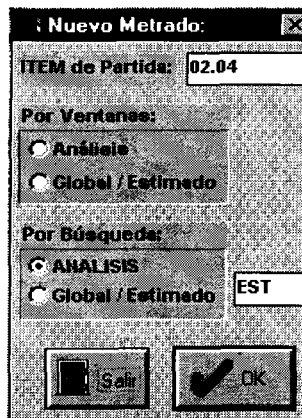 Nuevo Metrado:
ITEM de Partida: 02.04
Por Ventanas:
Análisis
Global / Estimado
Por Búsqueda:
ANALISIS
Global / Estimado EST
Salir OK